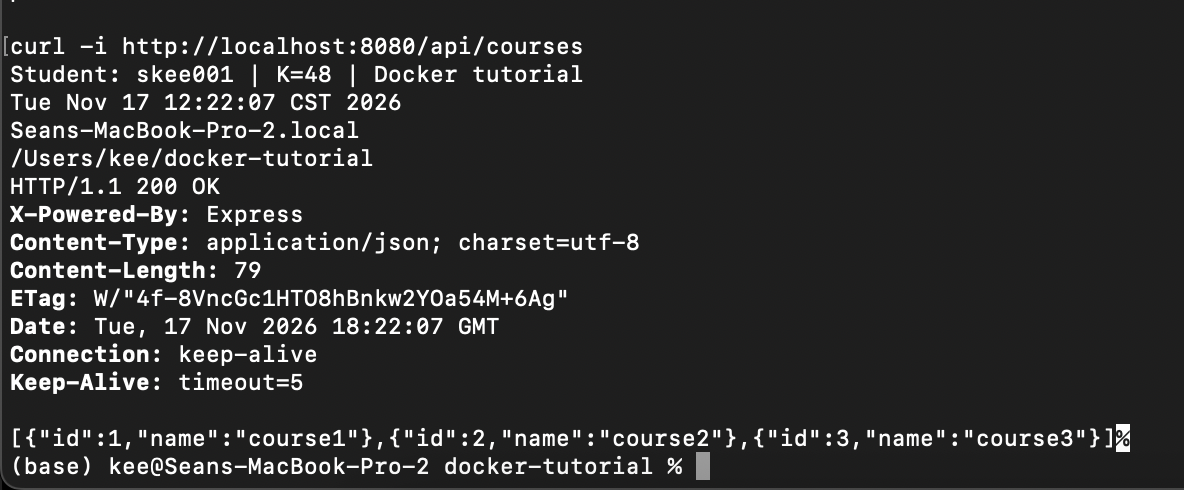 [curl -i http://localhost:8080/api/courses
Student: skee001 | K=48 | Docker tutorial
Tue Nov 17 12:22:07 CST 2026
Seans-MacBook-Pro-2.local
/Users/kee/docker-tutorial
HTTP/1.1 200 OK
X-Powered-By: Express
Content-Type: application/json; charset=utf-8
Content-Length: 79
ETag: W/"4f-8VncGc1HTO8hBnkw2YOa54M+6Ag"
Date: Tue, 17 Nov 2026 18:22:07 GMT
Connection: keep-alive
Keep-Alive: timeout=5
[{"id":1,"name":"course1"},{"id":2,"name":"course2"},{"id":3,"name":"course3"}]%
(base) kee@Seans-MacBook-Pro-2 docker-tutorial %